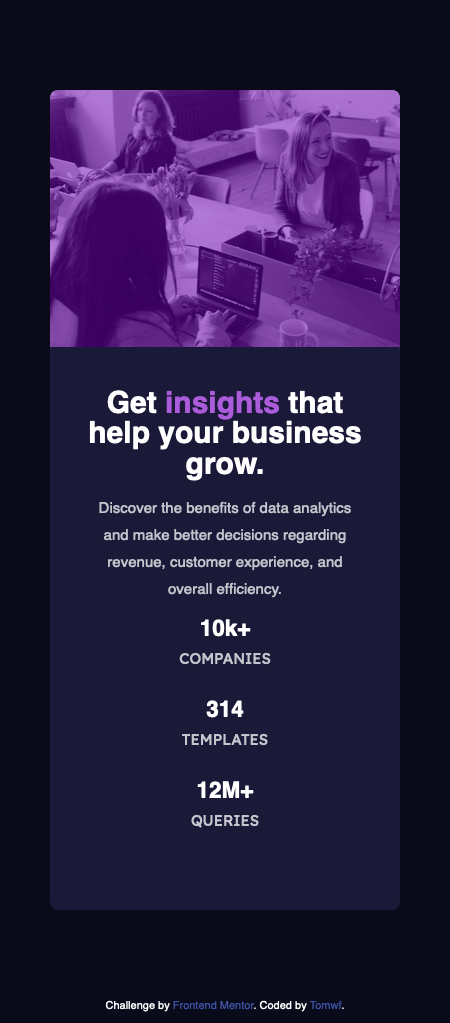 Get insights that
help your business
grow.
Discover the benefits of data analytics
and make better decisions regarding
revenue, customer experience, and
overall efficiency.
10k+
COMPANIES
314
TEMPLATES
12M+
QUERIES
Challenge by Frontend Mentor. Coded by Tomwf.